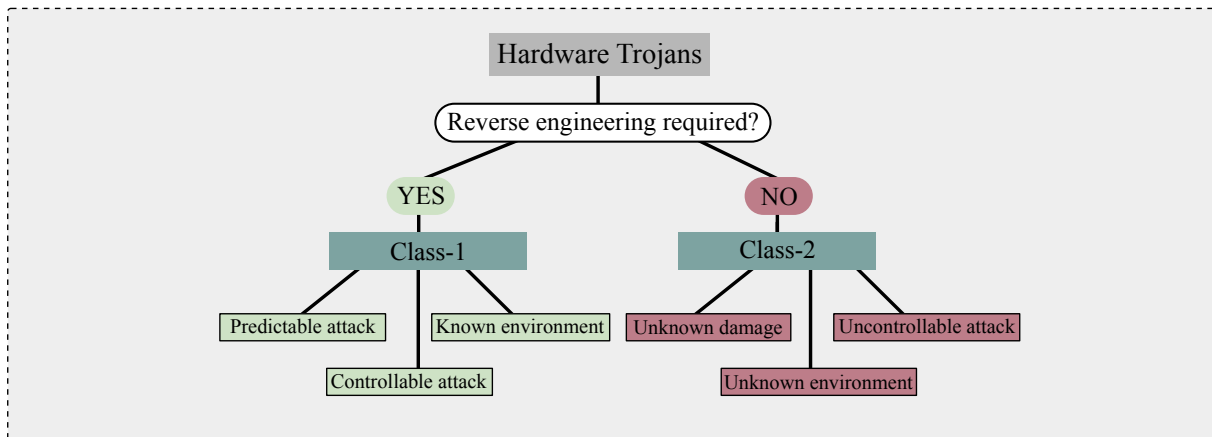 Hardware Trojans
Reverse engineering required?
YES
NO
Class-1
Class-2
Predictable attack
Known environment
Unknown damage
Uncontrollable attack
Controllable attack
Unknown environment